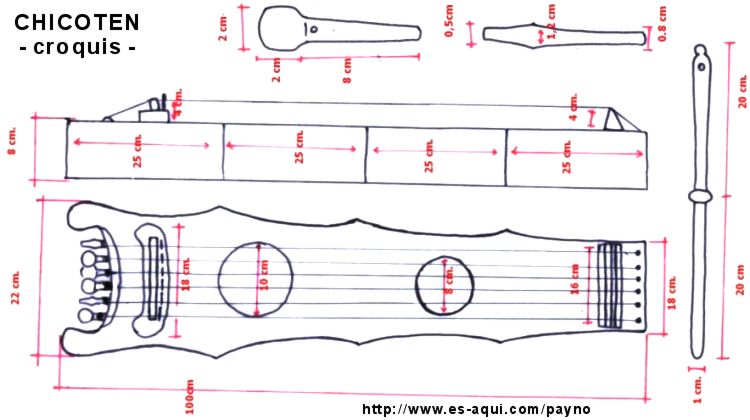 CHICOTEN
- croquis -
2 cm.
2 cm
8 cm
0,5cm
1,2 cm
0.8 cm
20 cm
20 cm
1 cm.
8 cm.
4 cm.
4 cm
25 cm.
25 cm.
25 cm.
25 cm.
22 cm.
18 cm.
10 cm
8 cm.
16 cm
18 cm.
100cm
http://www.es-aqui.com/payno